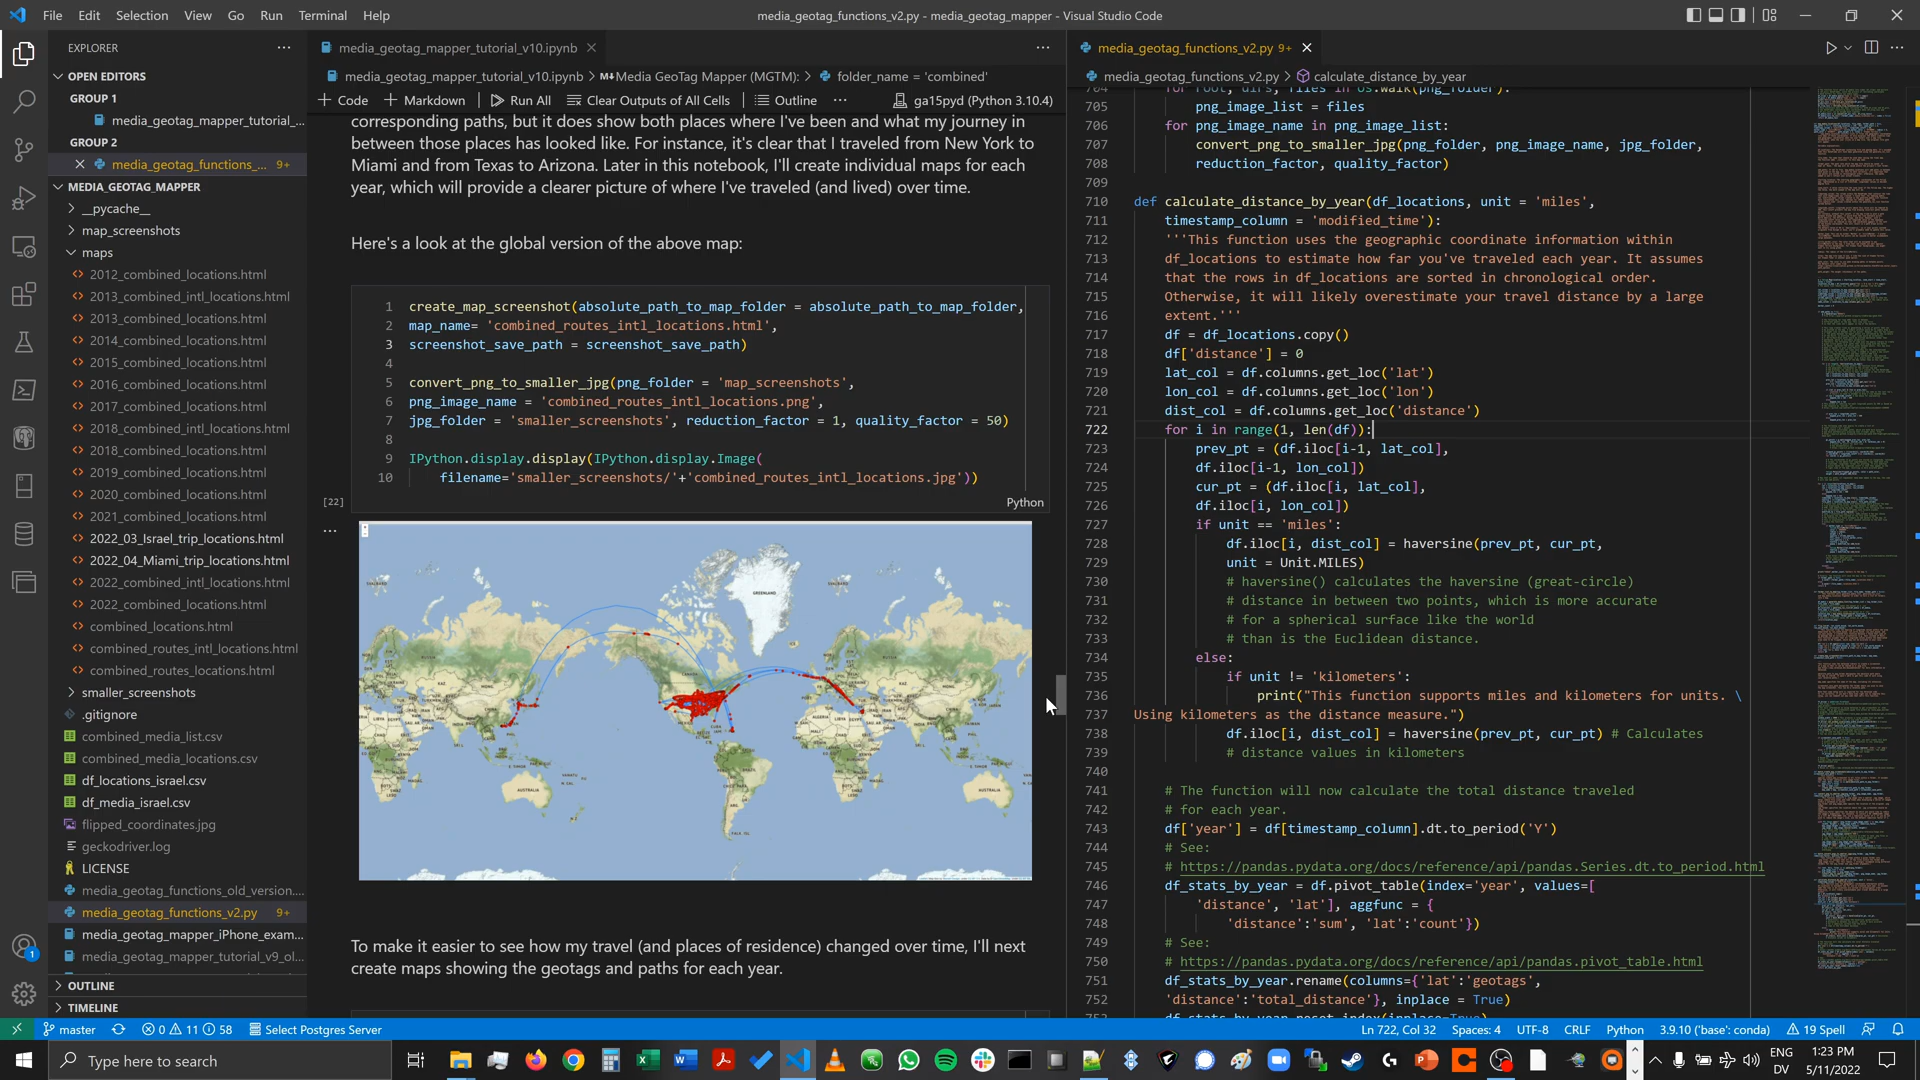 File Edit Selection View Go Run Terminal Help
media_geotag_functions_v2.py - media_geotag_mapper - Visual Studio Code
EXPLORER
OPEN EDITORS
GROUP 1
media_geotag_mapper_tutorial_...
GROUP 2
media_geotag_functions_... 9+
MEDIA_GEOTAG_MAPPER
__pycache__
map_screenshots
maps
2012_combined_locations.html
2013_combined_intl_locations.html
2013_combined_locations.html
2014_combined_locations.html
2015_combined_locations.html
2016_combined_locations.html
2017_combined_locations.html
2018_combined_intl_locations.html
2018_combined_locations.html
2019_combined_locations.html
2020_combined_locations.html
2021_combined_locations.html
2022_03_Israel_trip_locations.html
2022_04_Miami_trip_locations.html
2022_combined_intl_locations.html
2022_combined_locations.html
combined_locations.html
combined_routes_intl_locations.html
combined_routes_locations.html
smaller_screenshots
.gitignore
combined_media_list.csv
combined_media_locations.csv
df_locations_israel.csv
df_media_israel.csv
flipped_coordinates.jpg
geckodriver.log
LICENSE
media_geotag_functions_old_version....
media_geotag_functions_v2.py 9+
media_geotag_mapper_iPhone_exam...
media_geotag_mapper_tutorial_v9_ol...
OUTLINE
TIMELINE
media_geotag_mapper_tutorial_v10.ipynb
media_geotag_mapper_tutorial_v10.ipynb > M↓Media GeoTag Mapper (MGTM): > folder_name = 'combined'
+ Code + Markdown Run All Clear Outputs of All Cells Outline ... ga15pyd (Python 3.10.4)
corresponding paths, but it does show both places where I've been and what my journey in
between those places has looked like. For instance, it's clear that I traveled from New York to
Miami and from Texas to Arizona. Later in this notebook, I'll create individual maps for each
year, which will provide a clearer picture of where I've traveled (and lived) over time.
Here's a look at the global version of the above map:
1 create_map_screenshot(absolute_path_to_map_folder = absolute_path_to_map_folder,
2 map_name= 'combined_routes_intl_locations.html',
3 screenshot_save_path = screenshot_save_path)
4
5 convert_png_to_smaller_jpg(png_folder = 'map_screenshots',
6 png_image_name = 'combined_routes_intl_locations.png',
7 jpg_folder = 'smaller_screenshots', reduction_factor = 1, quality_factor = 50)
8
9 IPython.display.display(IPython.display.Image(
10 filename='smaller_screenshots/'+'combined_routes_intl_locations.jpg'))
[22]
Python
GREENLAND
AUSTRALIA
To make it easier to see how my travel (and places of residence) changed over time, I'll next
create maps showing the geotags and paths for each year.
media_geotag_functions_v2.py 9+
media_geotag_functions_v2.py > calculate_distance_by_year
704 for root, dirs, files in os.walk(png_folder):
705 png_image_list = files
706 for png_image_name in png_image_list:
707 convert_png_to_smaller_jpg(png_folder, png_image_name, jpg_folder,
708 reduction_factor, quality_factor)
709
710 def calculate_distance_by_year(df_locations, unit = 'miles',
711 timestamp_column = 'modified_time'):
712 '''This function uses the geographic coordinate information within
713 df_locations to estimate how far you've traveled each year. It assumes
714 that the rows in df_locations are sorted in chronological order.
715 Otherwise, it will likely overestimate your travel distance by a large
716 extent.'''
717 df = df_locations.copy()
718 df['distance'] = 0
719 lat_col = df.columns.get_loc('lat')
720 lon_col = df.columns.get_loc('lon')
721 dist_col = df.columns.get_loc('distance')
722 for i in range(1, len(df)):
723 prev_pt = (df.iloc[i-1, lat_col],
724 df.iloc[i-1, lon_col])
725 cur_pt = (df.iloc[i, lat_col],
726 df.iloc[i, lon_col])
727 if unit == 'miles':
728 df.iloc[i, dist_col] = haversine(prev_pt, cur_pt,
729 unit = Unit.MILES)
730 # haversine() calculates the haversine (great-circle)
731 # distance in between two points, which is more accurate
732 # for a spherical surface like the world
733 # than is the Euclidean distance.
734 else:
735 if unit != 'kilometers':
736 print("This function supports miles and kilometers for units. \
737 Using kilometers as the distance measure.")
738 df.iloc[i, dist_col] = haversine(prev_pt, cur_pt) # Calculates
739 # distance values in kilometers
740
741 # The function will now calculate the total distance traveled
742 # for each year.
743 df['year'] = df[timestamp_column].dt.to_period('Y')
744 # See:
745 # https://pandas.pydata.org/docs/reference/api/pandas.Series.dt.to_period.html
746 df_stats_by_year = df.pivot_table(index='year', values=[
747 'distance', 'lat'], aggfunc = {
748 'distance':'sum', 'lat':'count'})
749 # See:
750 # https://pandas.pydata.org/docs/reference/api/pandas.pivot_table.html
751 df_stats_by_year.rename(columns={'lat':'geotags',
752 'distance':'total_distance'}, inplace = True)
753 df_stats_by_year.reset_index(inplace=True)
master 0 11 58 Select Postgres Server
Ln 722, Col 32 Spaces: 4 UTF-8 CRLF Python 3.9.10 ('base': conda) 19 Spell
Type here to search
ENG
DV
1:23 PM
5/11/2022